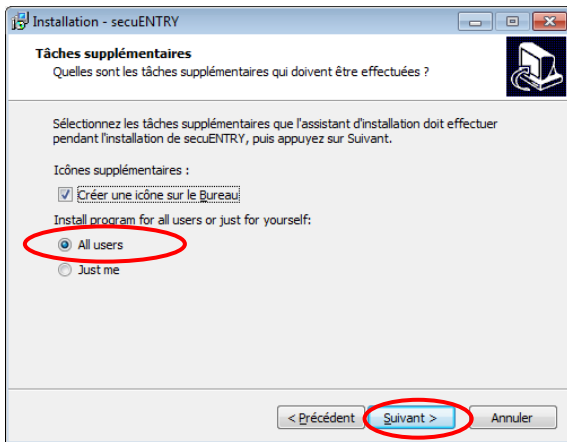 Installation - secuENTRY
Tâches supplémentaires
Quelles sont les tâches supplémentaires qui doivent être effectuées ?
Sélectionnez les tâches supplémentaires que l'assistant d'installation doit effectuer
pendant l'installation de secuENTRY, puis appuyez sur Suivant.
Icônes supplémentaires :
Créer une icône sur le Bureau
Install program for all users or just for yourself:
All users
Just me
< Précédent Suivant > Annuler